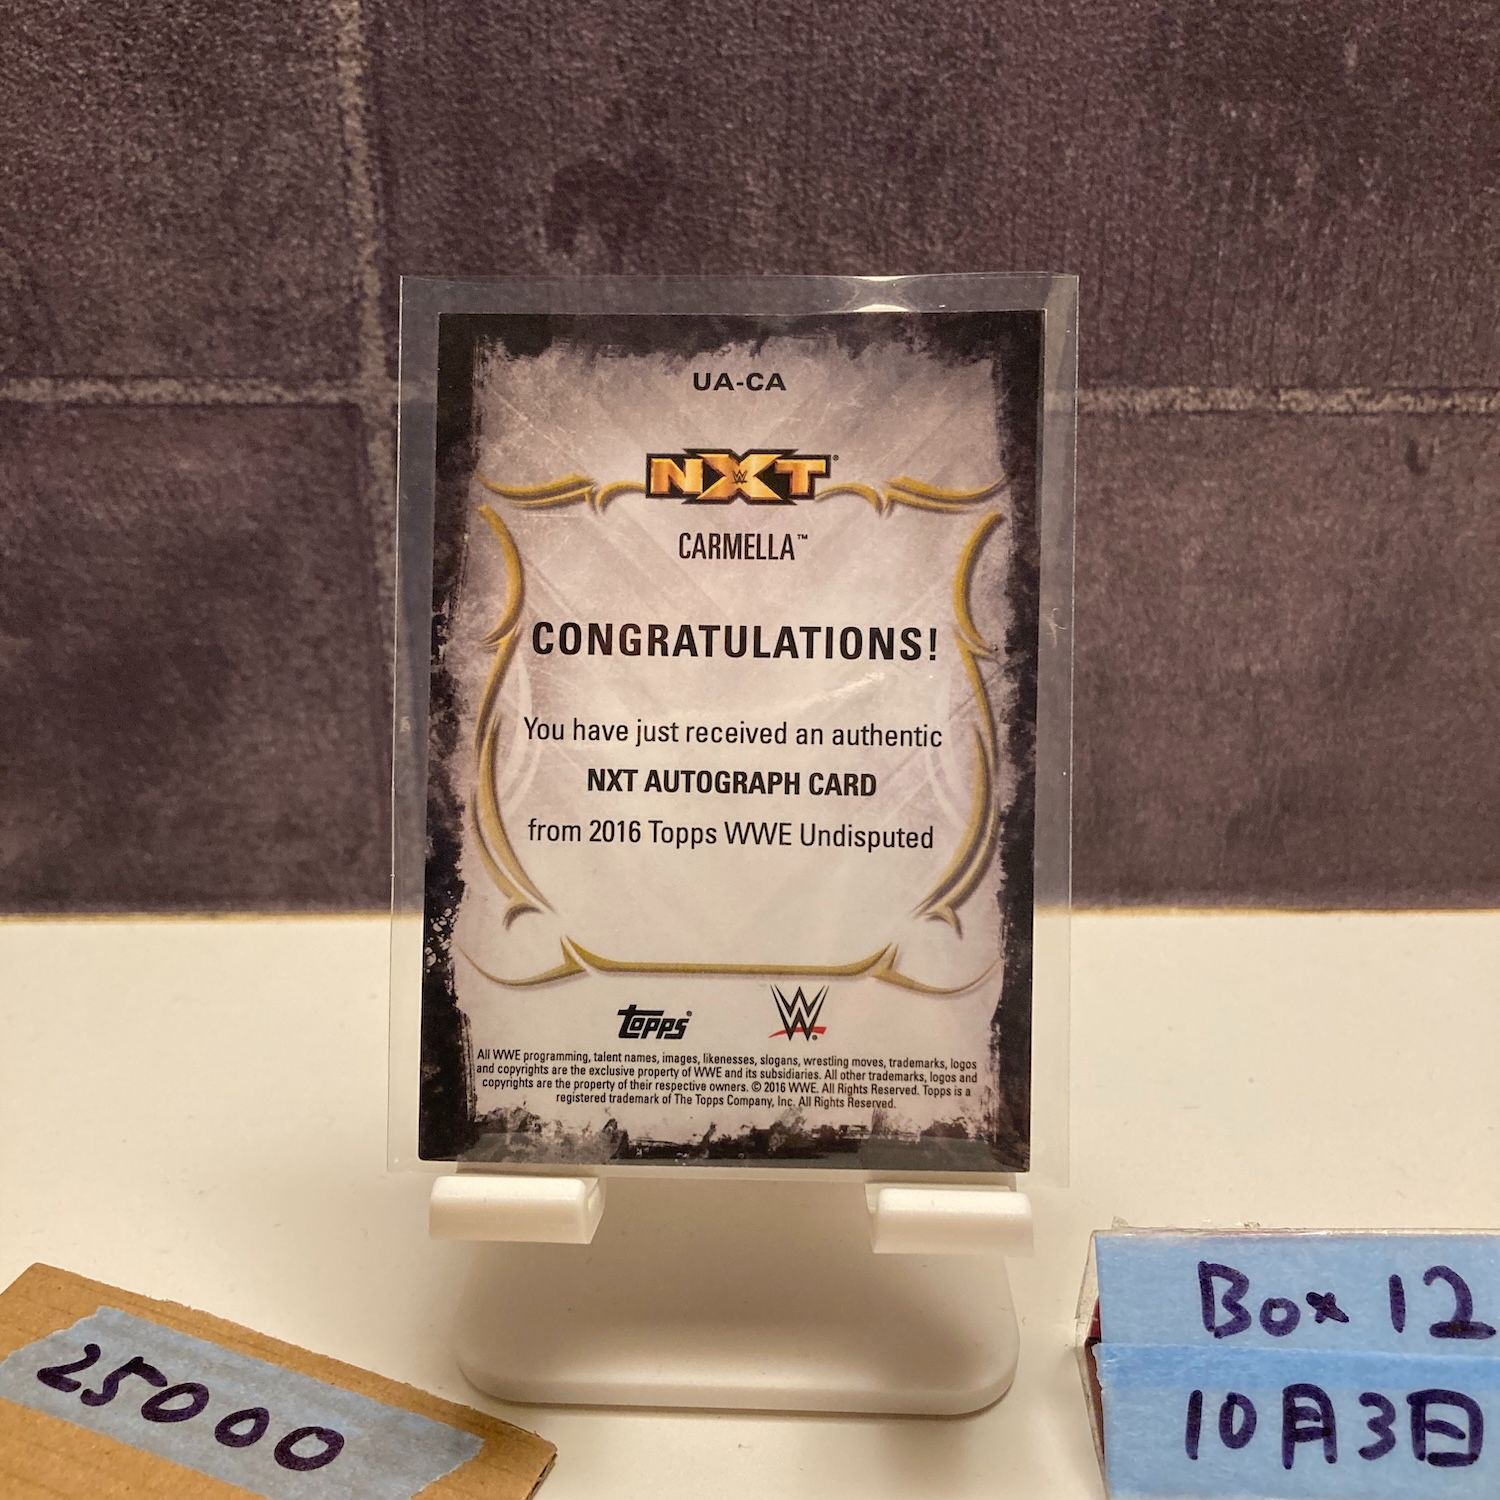 UA-CA
NXT
CARMELLA™
CONGRATULATIONS!
You have just received an authentic
NXT AUTOGRAPH CARD
from 2016 Topps WWE Undisputed
topps® W®
All WWE programming, talent names, images, likenesses, slogans, wrestling moves, trademarks, logos
and copyrights are the exclusive property of WWE and its subsidiaries. All other trademarks, logos and
copyrights are the property of their respective owners. © 2016 WWE. All Rights Reserved. Topps is a
registered trademark of The Topps Company, Inc. All Rights Reserved.
25000
Box 12
10月3日